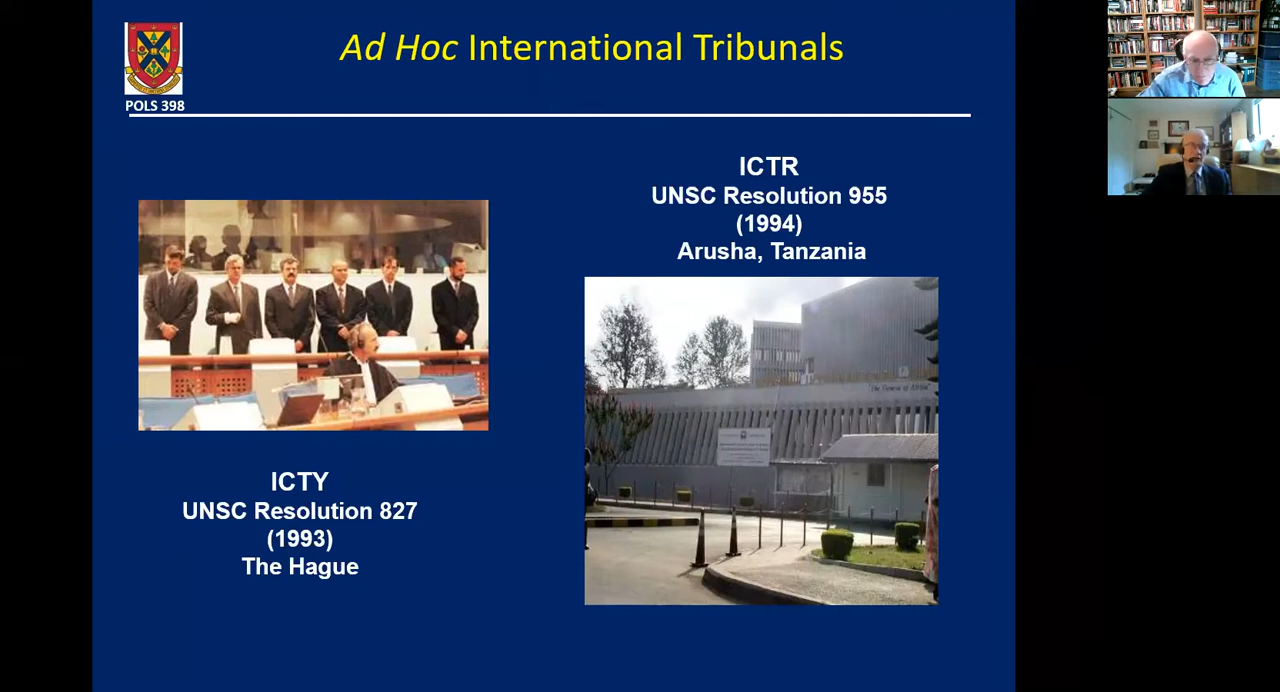 Ad Hoc International Tribunals
POLS 398
ICTR
UNSC Resolution 955
(1994)
Arusha, Tanzania
ICTY
UNSC Resolution 827
(1993)
The Hague